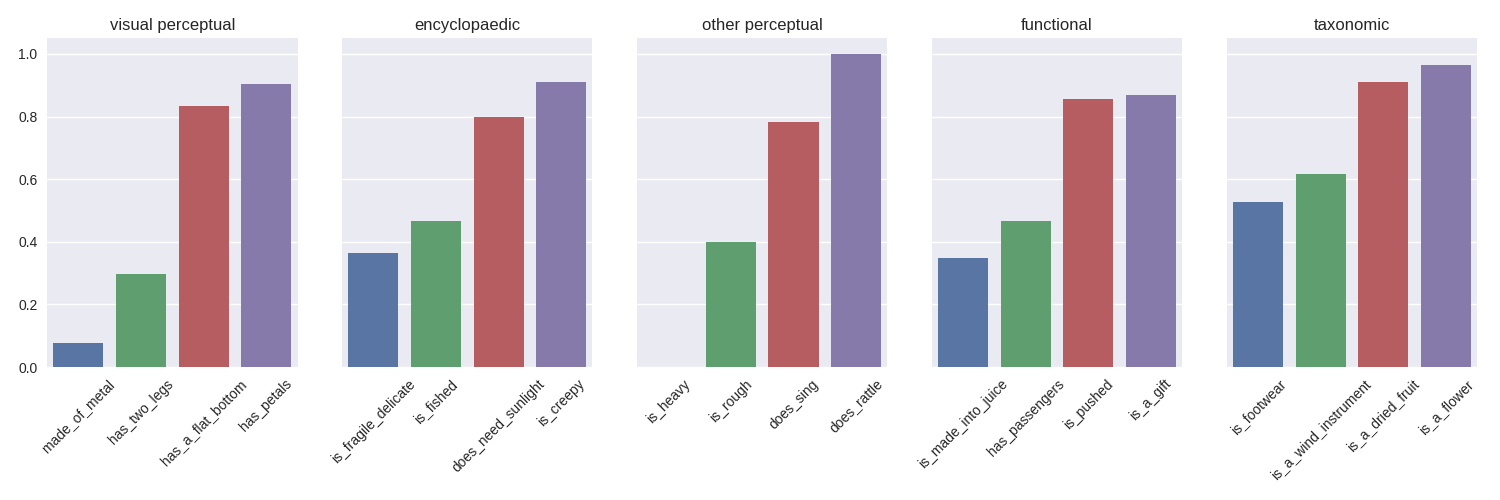 visual perceptual
encyclopaedic
other perceptual
functional
taxonomic
1.0
0.8
0.6
0.4
0.2
0.0
made_of_metal
has_two_legs
has_a_flat_bottom
has_petals
is_fragile_delicate
is_fished
does_need_sunlight
is_creepy
is_heavy
is_rough
does_sing
does_rattle
is_made_into_juice
has_passengers
is_pushed
is_a_gift
is_footwear
is_a_wind_instrument
is_a_dried_fruit
is_a_flower